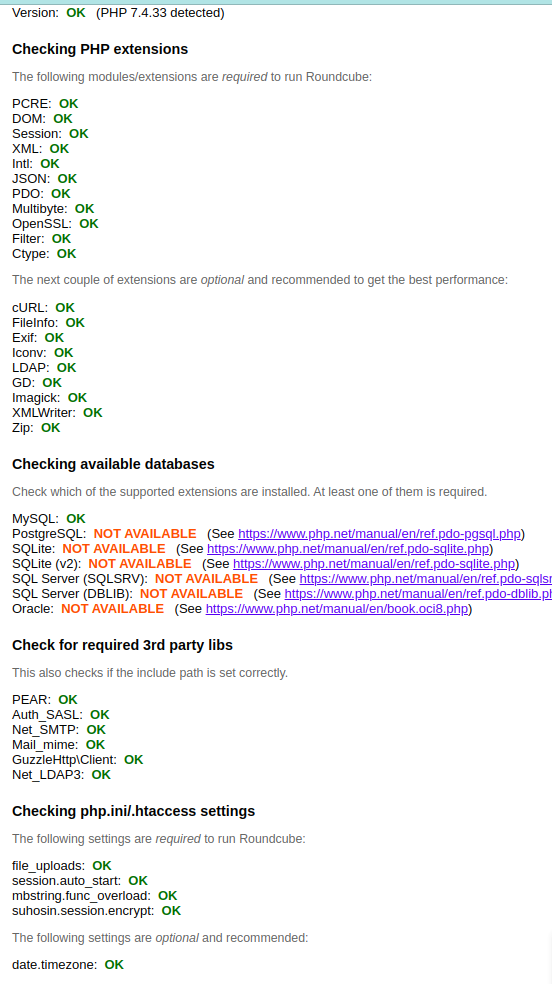 Version: OK (PHP 7.4.33 detected)
Checking PHP extensions
The following modules/extensions are required to run Roundcube:
PCRE: OK
DOM: OK
Session: OK
XML: OK
Intl: OK
JSON: OK
PDO: OK
Multibyte: OK
OpenSSL: OK
Filter: OK
Ctype: OK
The next couple of extensions are optional and recommended to get the best performance:
cURL: OK
FileInfo: OK
Exif: OK
Iconv: OK
LDAP: OK
GD: OK
Imagick: OK
XMLWriter: OK
Zip: OK
Checking available databases
Check which of the supported extensions are installed. At least one of them is required.
MySQL: OK
PostgreSQL: NOT AVAILABLE (See https://www.php.net/manual/en/ref.pdo-pgsql.php)
SQLite: NOT AVAILABLE (See https://www.php.net/manual/en/ref.pdo-sqlite.php)
SQLite (v2): NOT AVAILABLE (See https://www.php.net/manual/en/ref.pdo-sqlite.php)
SQL Server (SQLSRV): NOT AVAILABLE (See https://www.php.net/manual/en/ref.pdo-sqlsr
SQL Server (DBLIB): NOT AVAILABLE (See https://www.php.net/manual/en/ref.pdo-dblib.ph
Oracle: NOT AVAILABLE (See https://www.php.net/manual/en/book.oci8.php)
Check for required 3rd party libs
This also checks if the include path is set correctly.
PEAR: OK
Auth_SASL: OK
Net_SMTP: OK
Mail_mime: OK
GuzzleHttp\Client: OK
Net_LDAP3: OK
Checking php.ini/.htaccess settings
The following settings are required to run Roundcube:
file_uploads: OK
session.auto_start: OK
mbstring.func_overload: OK
suhosin.session.encrypt: OK
The following settings are optional and recommended:
date.timezone: OK